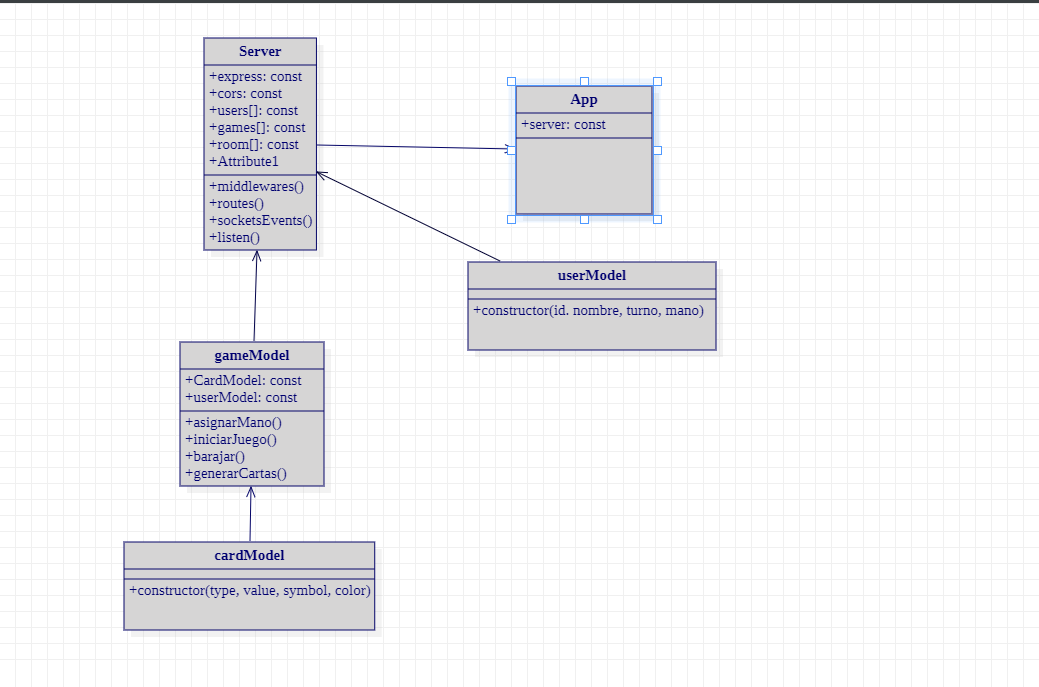 Server
+express: const
+cors: const
+users[]: const
+games[]: const
+room[]: const
+Attribute1
+middlewares()
+routes()
+socketsEvents()
+listen()
App
+server: const
userModel
+constructor(id. nombre, turno, mano)
gameModel
+CardModel: const
+userModel: const
+asignarMano()
+iniciarJuego()
+barajar()
+generarCartas()
cardModel
+constructor(type, value, symbol, color)